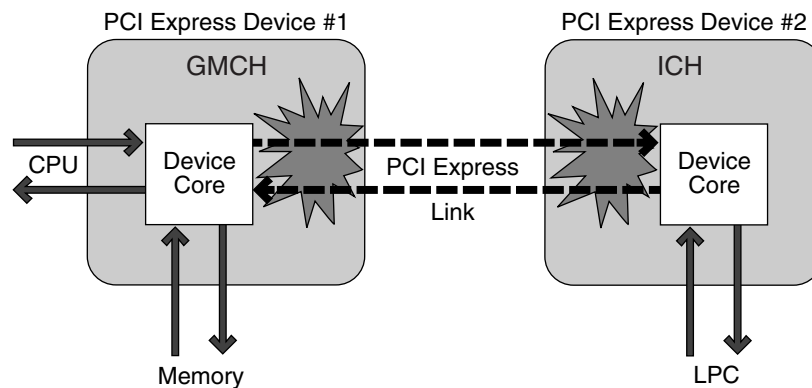 PCI Express Device #1
PCI Express Device #2
GMCH
ICH
CPU
Device
Core
PCI Express
Link
Device
Core
Memory
LPC